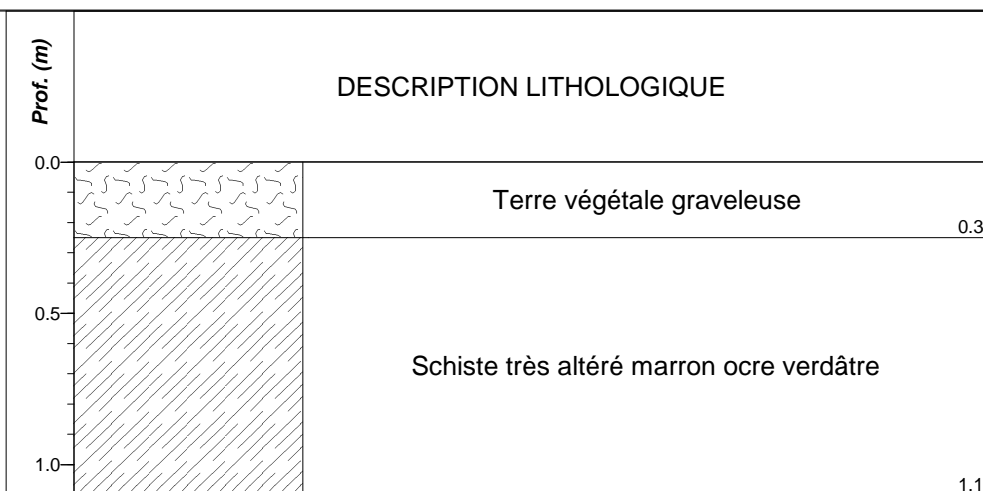 Prof. (m)
DESCRIPTION LITHOLOGIQUE
0.0
Terre végétale graveleuse
0.3
0.5
Schiste très altéré marron ocre verdâtre
1.0
1.1